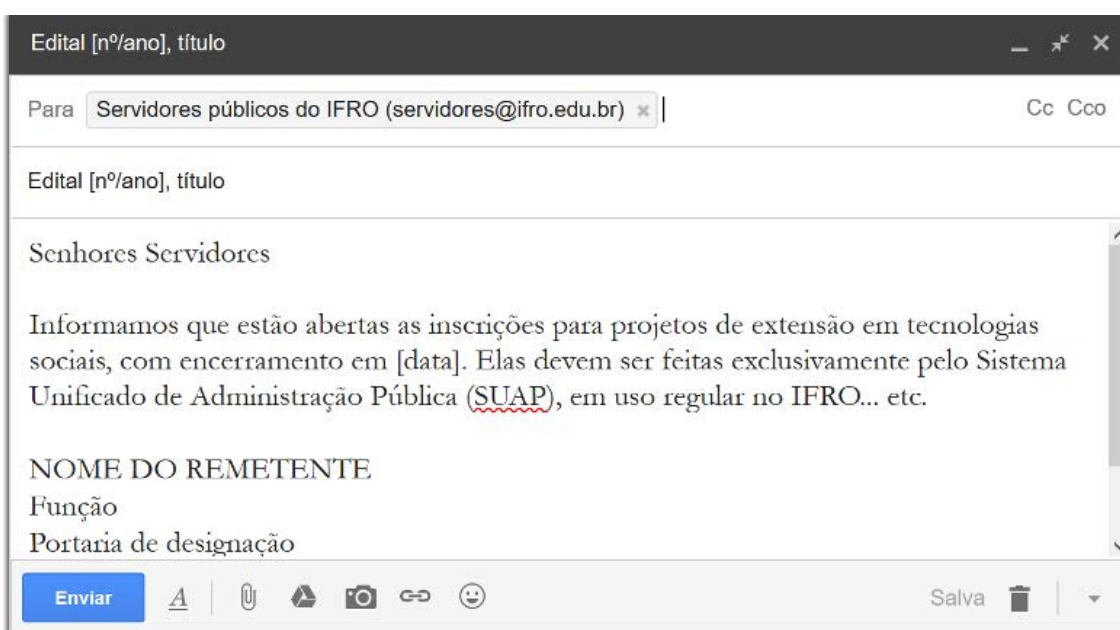 Edital [nº/ano], título
Para Servidores públicos do IFRO (servidores@ifro.edu.br) Cc Cco
Edital [nº/ano], título
Senhores Servidores
Informamos que estão abertas as inscrições para projetos de extensão em tecnologias
sociais, com encerramento em [data]. Elas devem ser feitas exclusivamente pelo Sistema
Unificado de Administração Pública (SUAP), em uso regular no IFRO... etc.
NOME DO REMETENTE
Função
Portaria de designação
Enviar A Salva